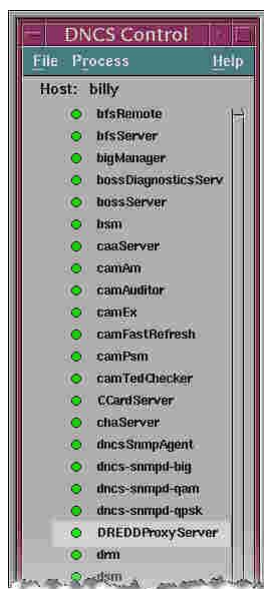 DNCS Control
File Process Help
Host: billy
bfsRemote
bfsServer
bigManager
bossDiagnosticsServ
bossServer
bsm
caaServer
camAm
camAuditor
camEx
camFastRefresh
camPsm
camTedChecker
CCardServer
chaServer
dncsSnmpAgent
dncs-snmpd-big
dncs-snmpd-qam
dncs-snmpd-qpsk
DREDDProxyServer
drm
dsm